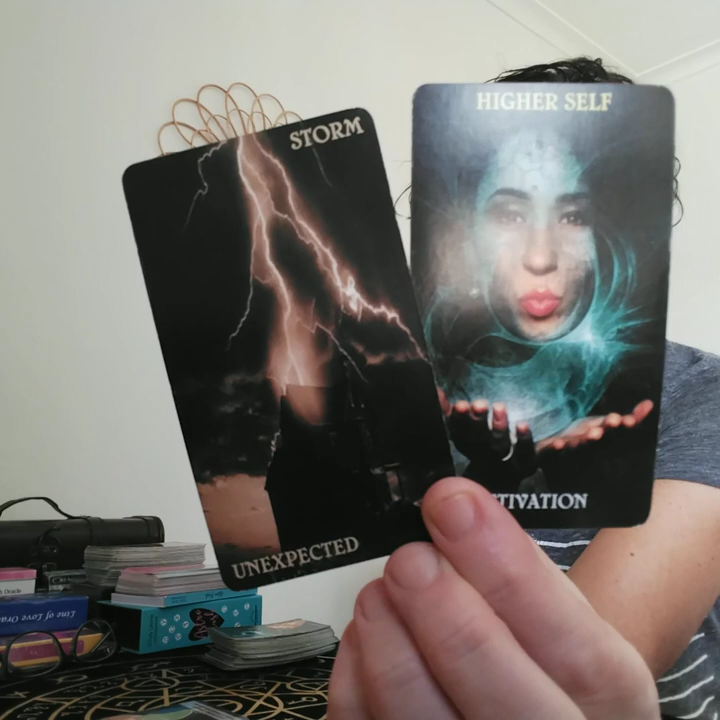 STORM
UNEXPECTED
HIGHER SELF
TIVATION
Oracle
Line of Love Orac